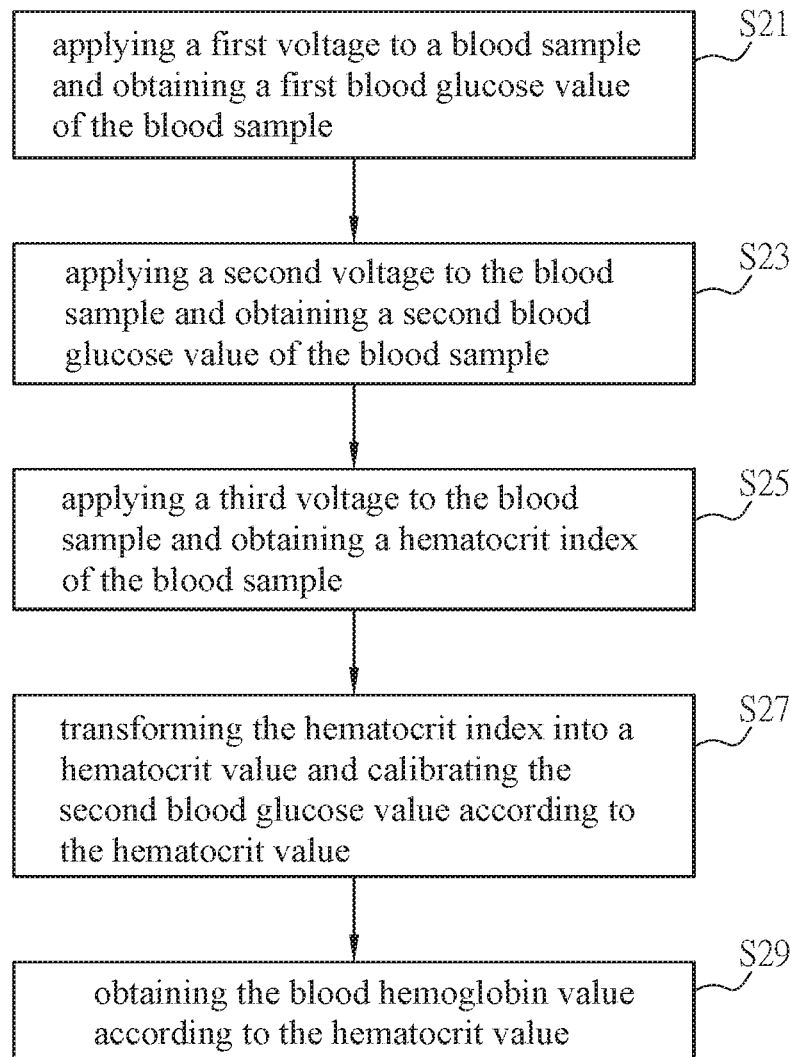 applying a first voltage to a blood sample
and obtaining a first blood glucose value
of the blood sample
S21
applying a second voltage to the blood
sample and obtaining a second blood
glucose value of the blood sample
S23
applying a third voltage to the blood
sample and obtaining a hematocrit index
of the blood sample
S25
transforming the hematocrit index into a
hematocrit value and calibrating the
second blood glucose value according to
the hematocrit value
S27
obtaining the blood hemoglobin value
according to the hematocrit value
S29